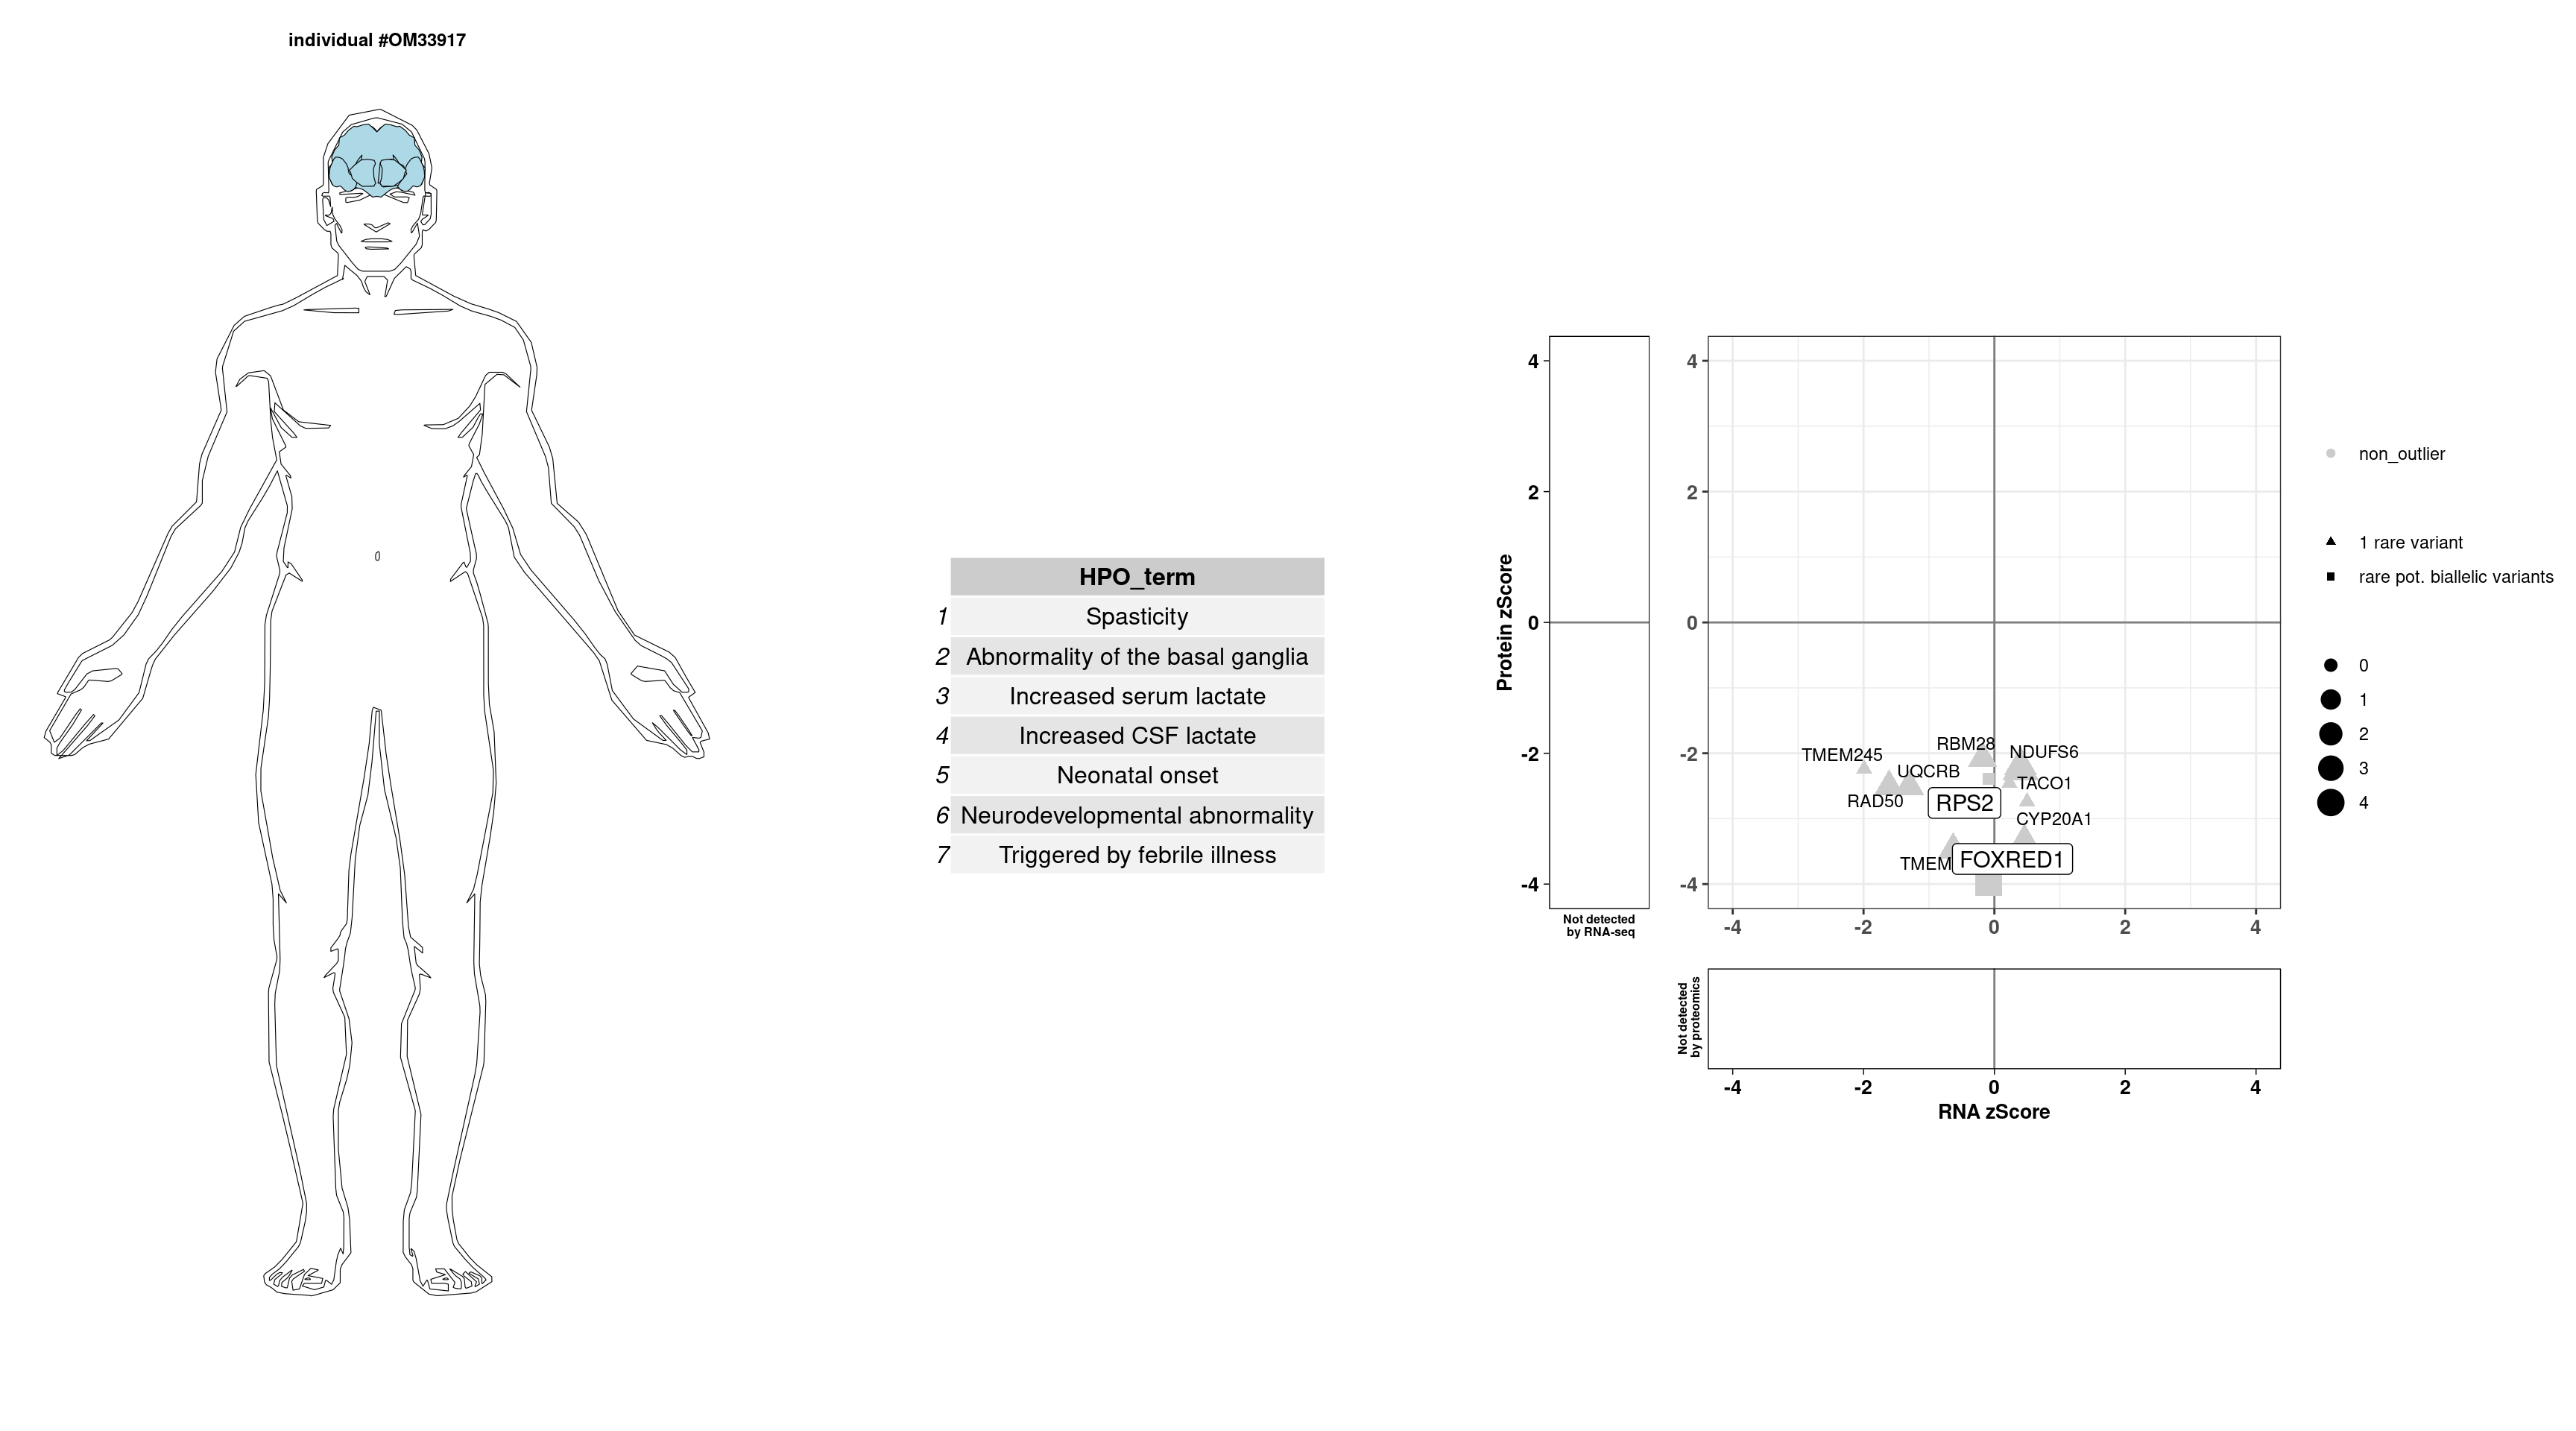 individual #OM33917
HPO_term
1 Spasticity
2 Abnormality of the basal ganglia
3 Increased serum lactate
4 Increased CSF lactate
5 Neonatal onset
6 Neurodevelopmental abnormality
7 Triggered by febrile illness
Protein zScore
4
2
0
-2
-4
Not detected
by RNA-seq
4
2
0
-2
-4
RBM28
NDUFS6
TMEM245
UQCRB
TACO1
RAD50
RPS2
CYP20A1
FOXRED1
TMEM
-4 -2 0 2 4
Not detected
by proteomics
-4 -2 0 2 4
RNA zScore
non_outlier
1 rare variant
rare pot. biallelic variants
0
1
2
3
4